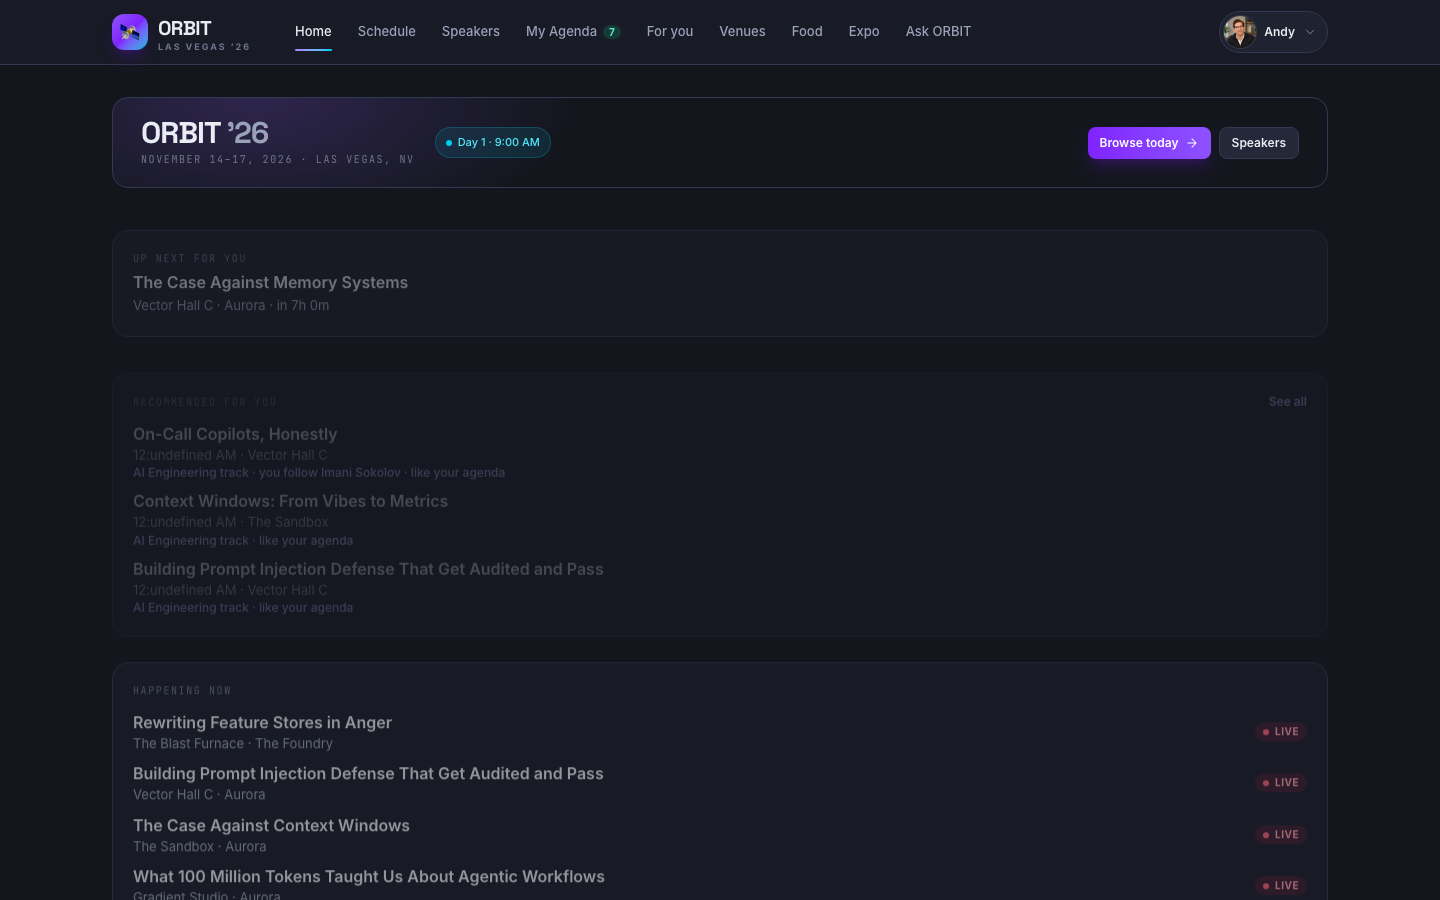 ORBIT
LAS VEGAS '26
Home
Schedule
Speakers
My Agenda 7
For you
Venues
Food
Expo
Ask ORBIT
Andy
ORBIT ’26
NOVEMBER 14–17, 2026 · LAS VEGAS, NV
Day 1 · 9:00 AM
Browse today →
Speakers
UP NEXT FOR YOU
The Case Against Memory Systems
Vector Hall C · Aurora · in 7h 0m
RECOMMENDED FOR YOU
See all
On-Call Copilots, Honestly
12:undefined AM · Vector Hall C
AI Engineering track · you follow Imani Sokolov · like your agenda
Context Windows: From Vibes to Metrics
12:undefined AM · The Sandbox
AI Engineering track · like your agenda
Building Prompt Injection Defense That Get Audited and Pass
12:undefined AM · Vector Hall C
AI Engineering track · like your agenda
HAPPENING NOW
Rewriting Feature Stores in Anger
The Blast Furnace · The Foundry
LIVE
Building Prompt Injection Defense That Get Audited and Pass
Vector Hall C · Aurora
LIVE
The Case Against Context Windows
The Sandbox · Aurora
LIVE
What 100 Million Tokens Taught Us About Agentic Workflows
Gradient Studio · Aurora
LIVE